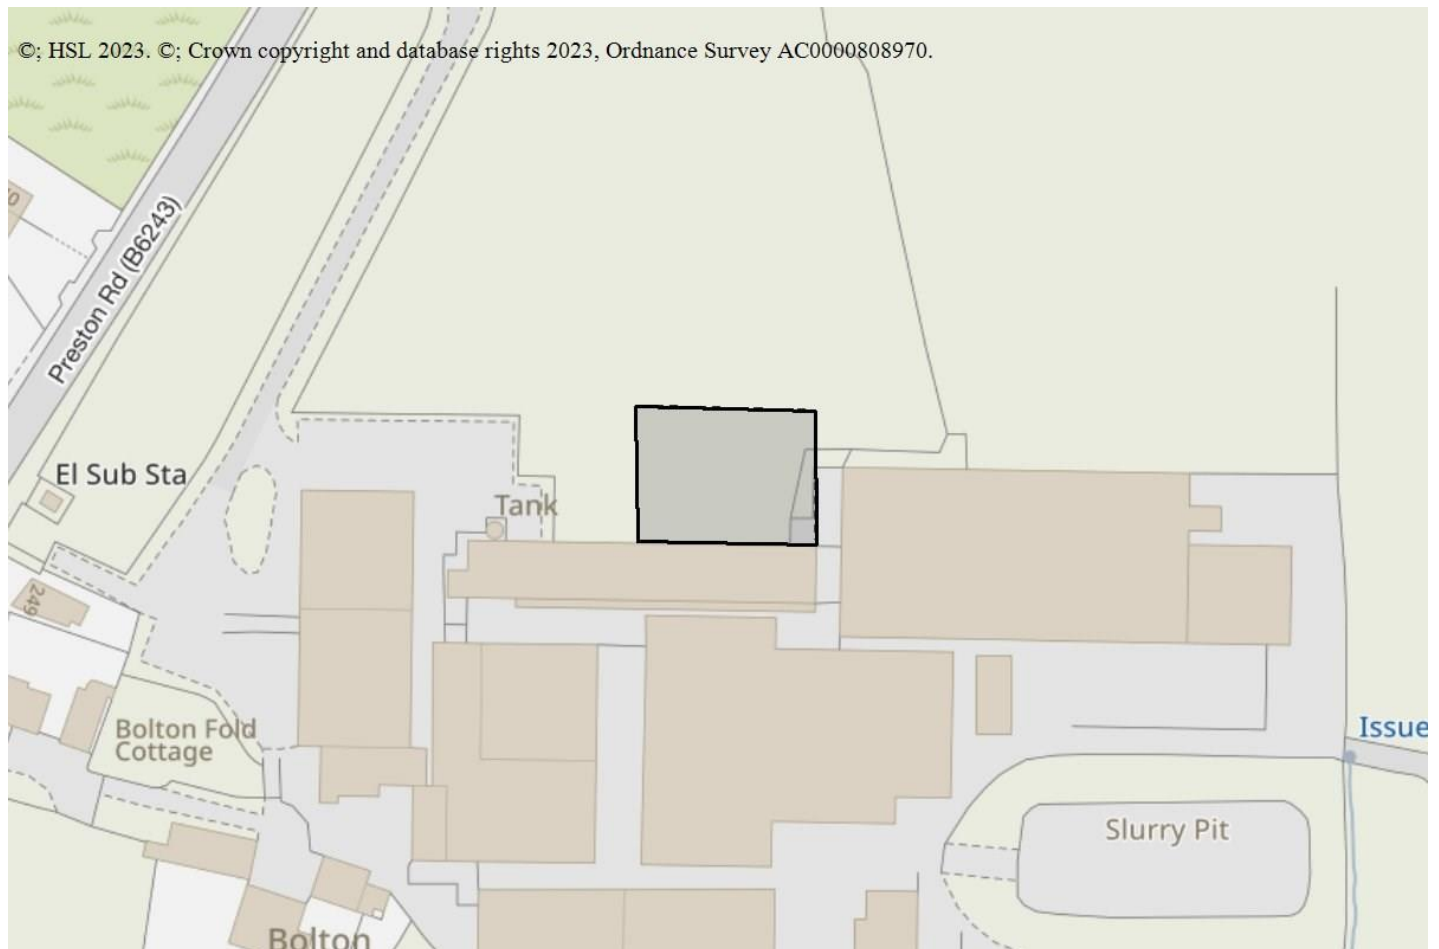 ©; HSL 2023. ©; Crown copyright and database rights 2023, Ordnance Survey AC0000808970.
Preston Rd (B6243)
El Sub Sta
Tank
249
Bolton Fold
Cottage
Issue
Slurry Pit
Bolton